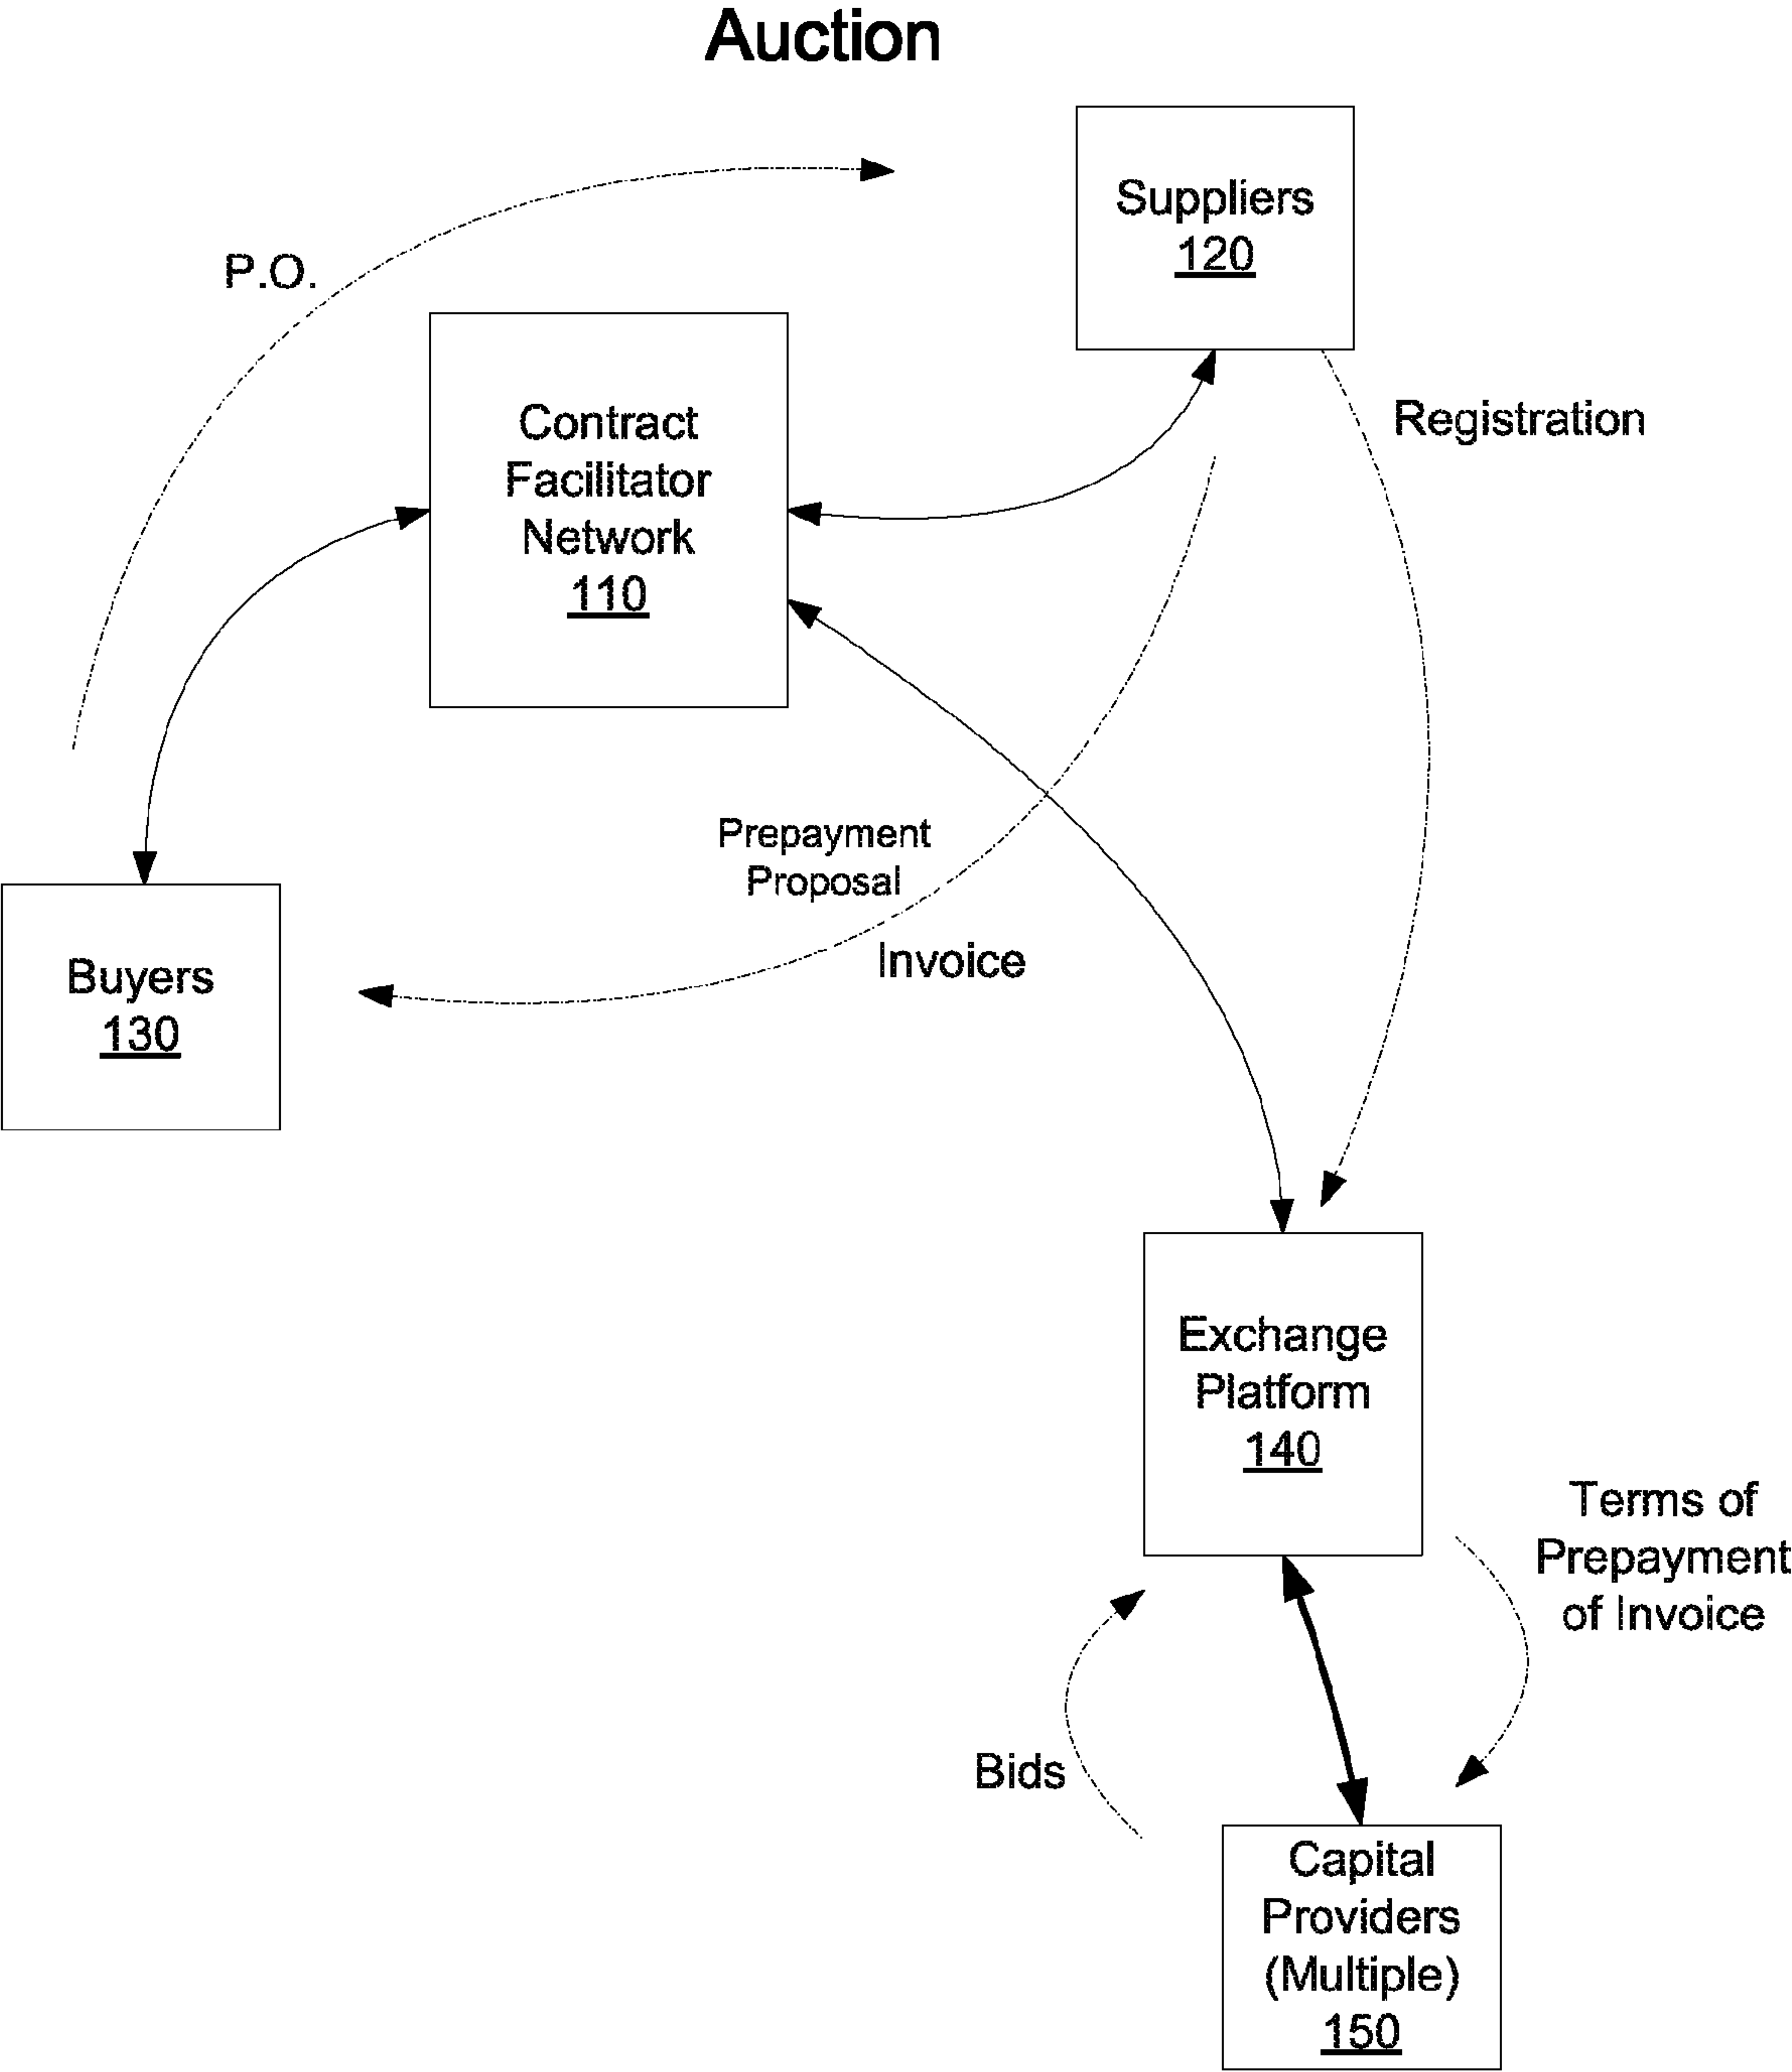 Auction
Suppliers
120
P.O.
Contract
Facilitator
Network
110
Registration
Prepayment
Proposal
Invoice
Buyers
130
Exchange
Platform
140
Terms of
Prepayment
of Invoice
Bids
Capital
Providers
(Multiple)
150